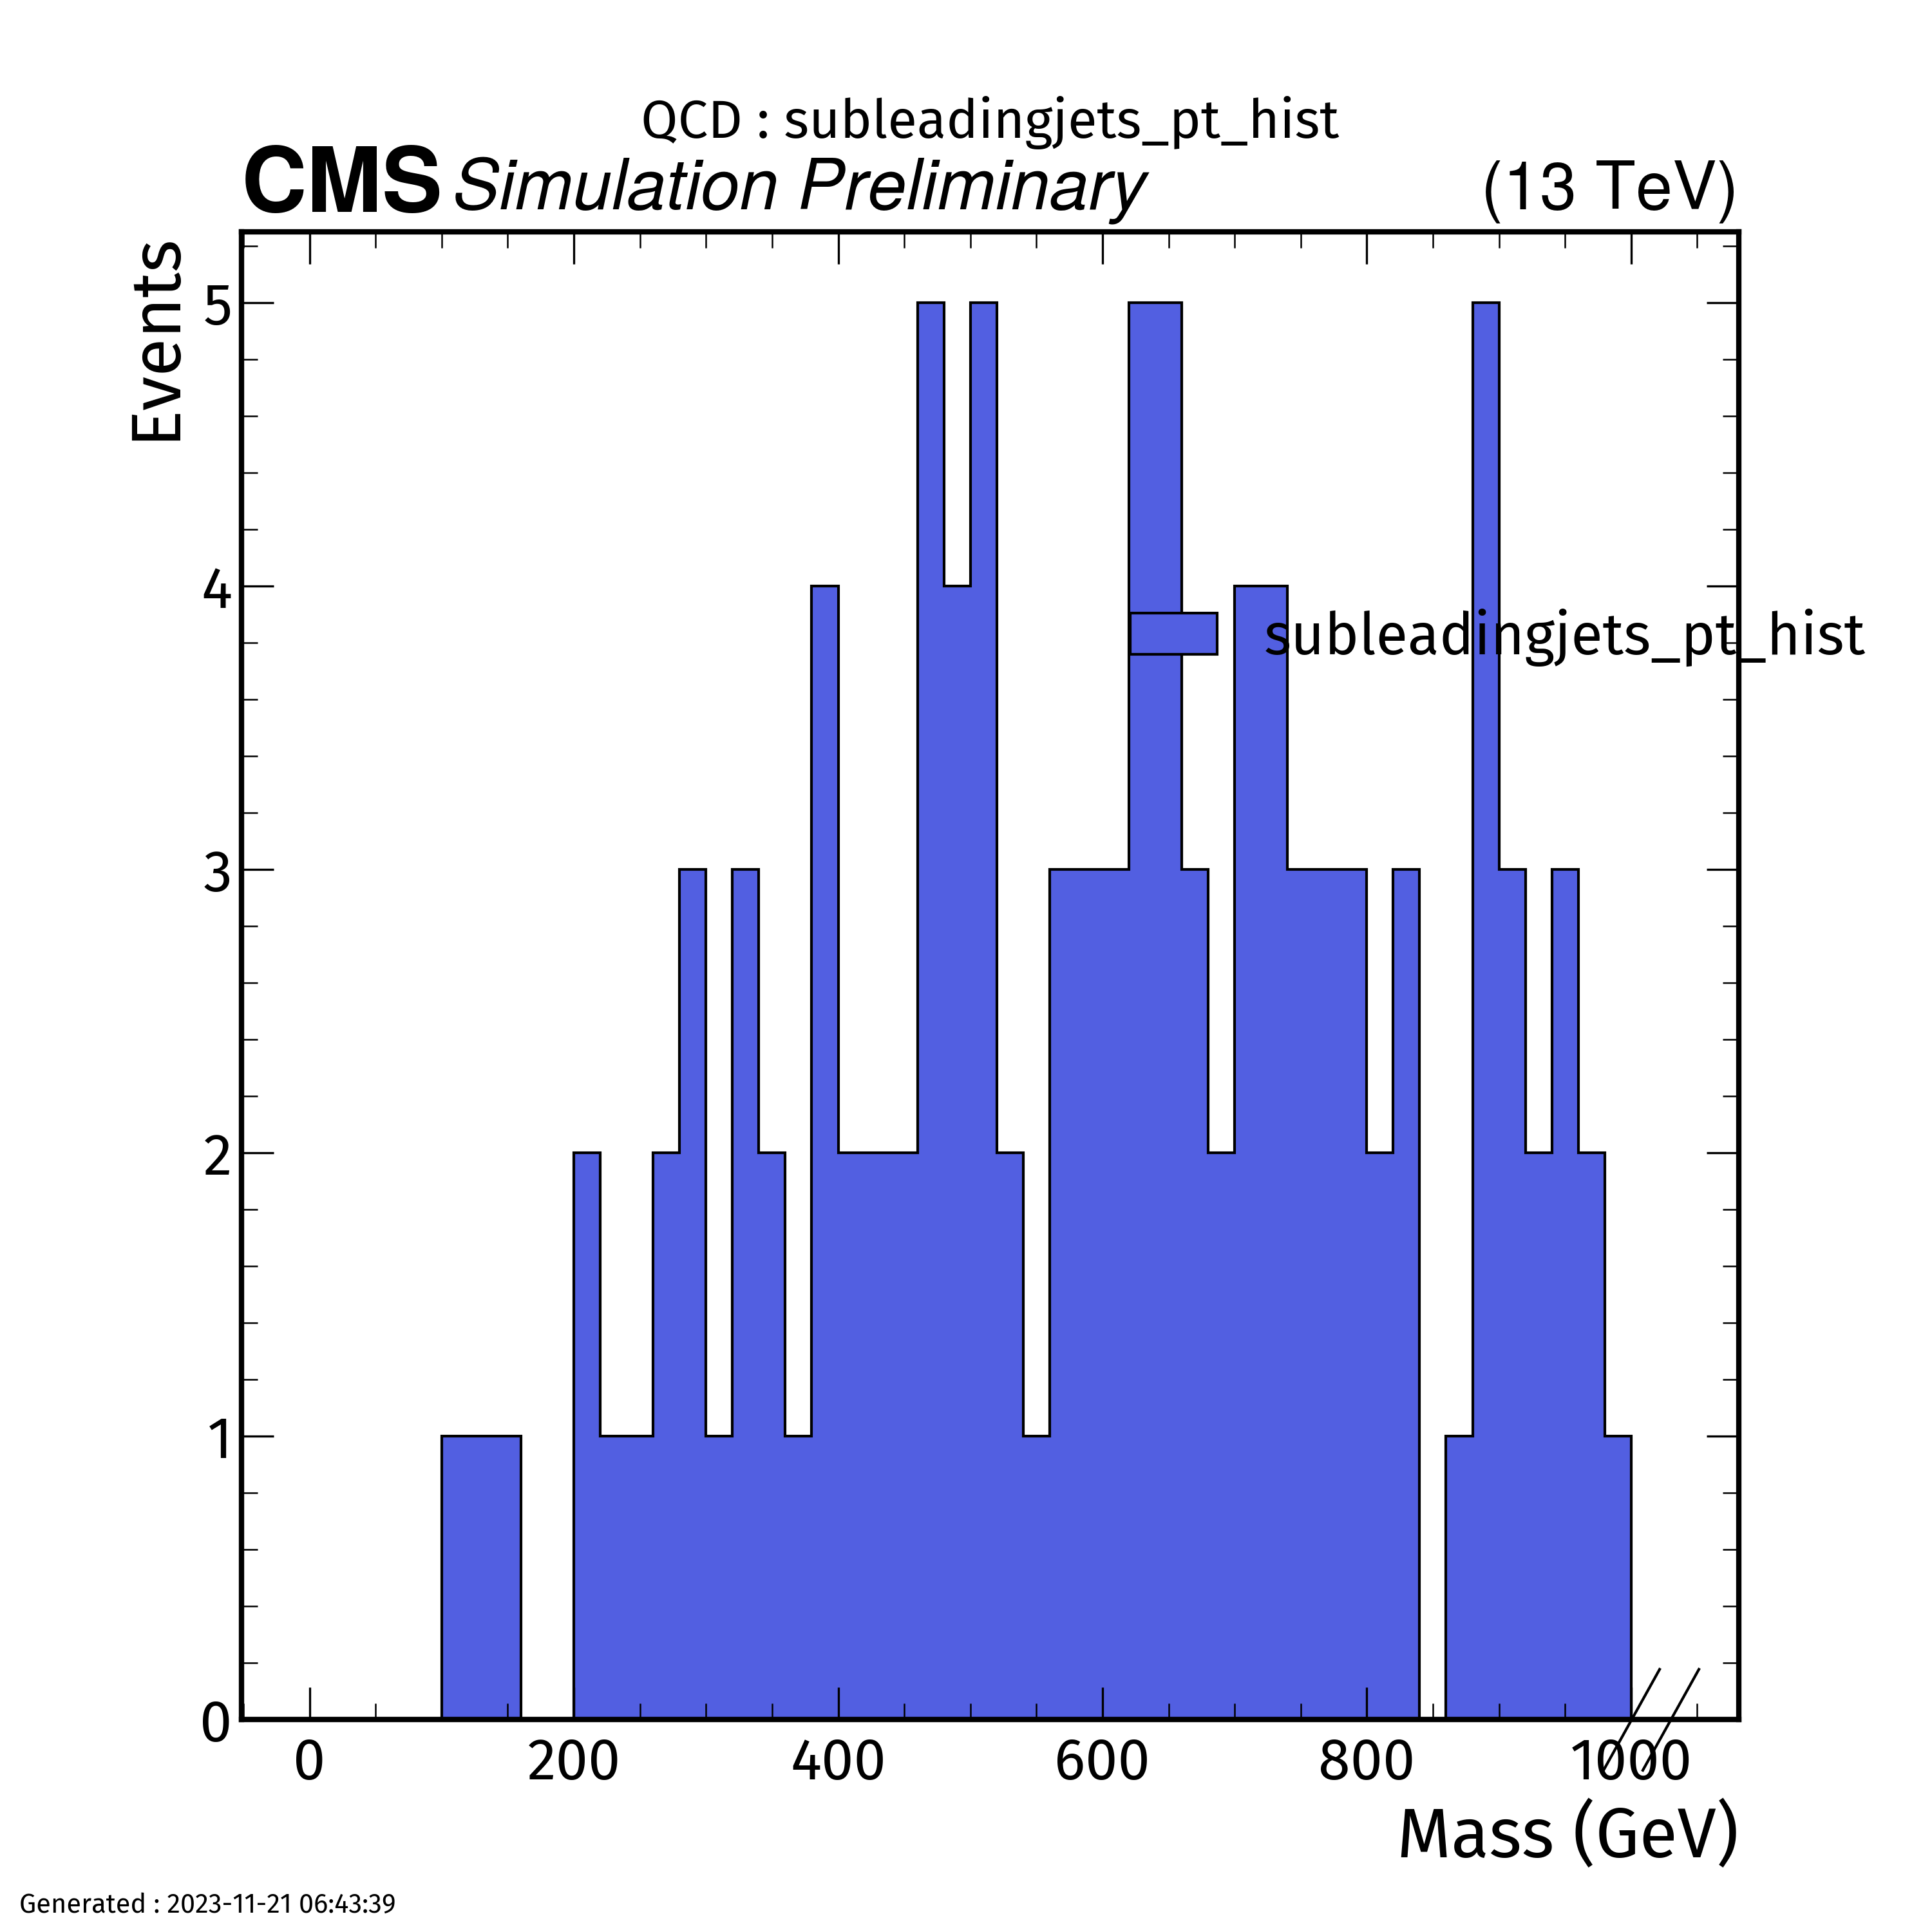 QCD : subleadingjets_pt_hist
CMS Simulation Preliminary (13 TeV)
Events
5
4
subleadingjets_pt_hist
3
2
1
0
0 200 400 600 800 1000
Mass (GeV)
Generated : 2023-11-21 06:43:39